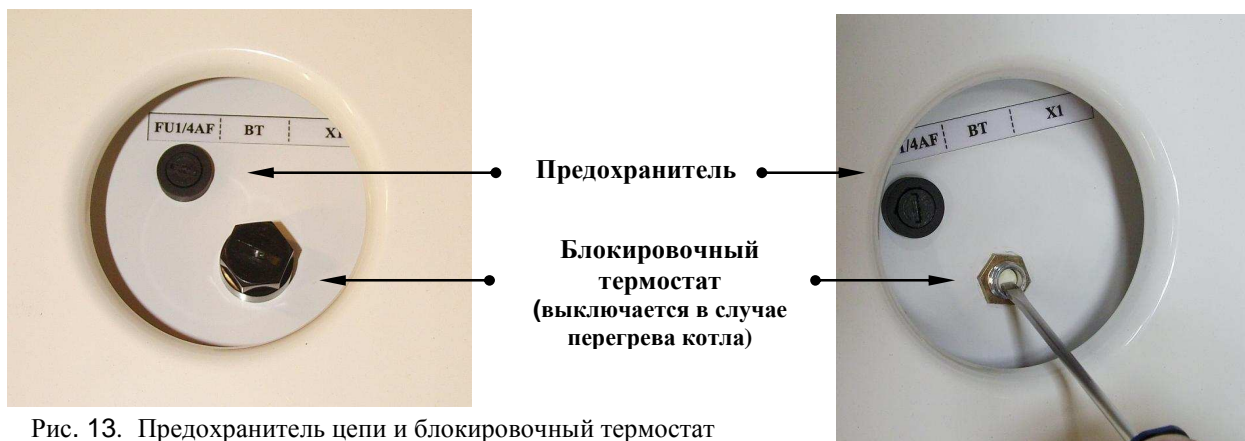 FU1/4AF BT X1
1/4AF BT X1
Предохранитель
Блокировочный
термостат
(выключается в случае
перегрева котла)
Рис. 13. Предохранитель цепи и блокировочный термостат